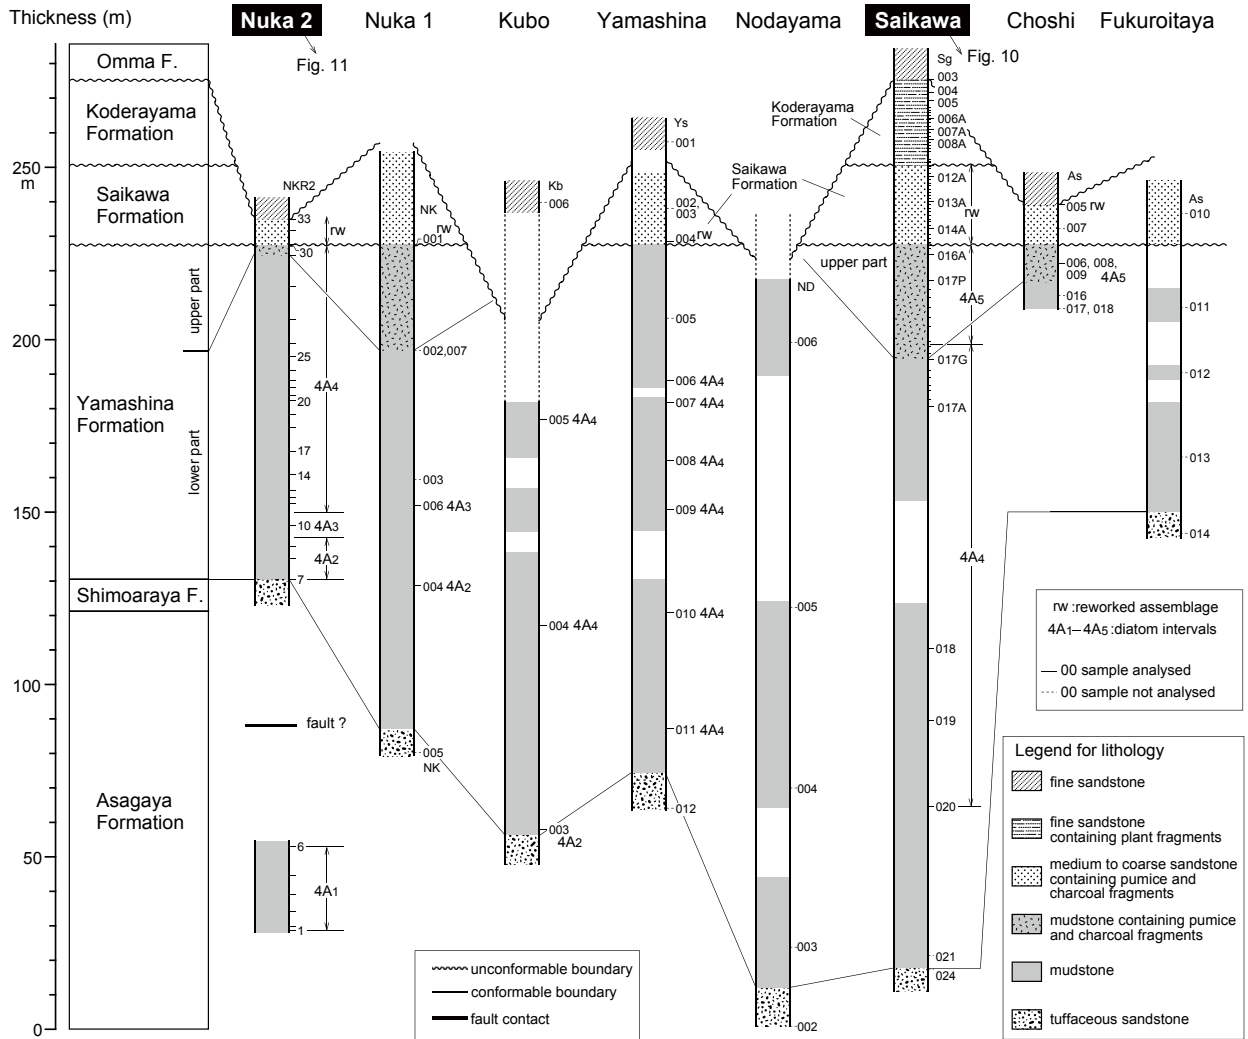 Thickness (m)
Nuka 2
Nuka 1
Kubo
Yamashina
Nodayama
Saikawa
Choshi
Fukuroitaya
Fig. 11
Fig. 10
250
m
200
150
100
50
0
Omma F.
Koderayama
Formation
Saikawa
Formation
Yamashina
Formation
upper part
lower part
Shimoaraya F.
Asagaya
Formation
NKR2
33
rw
30
25
4A4
20
17
14
10 4A3
4A2
7
fault ?
6
4A1
1
NK
rw
001
002,007
003
006 4A3
004 4A2
005
NK
Kb
006
005 4A4
004 4A4
003
4A2
Ys
001
002,
003
004 rw
005
006 4A4
007 4A4
008 4A4
009 4A4
010 4A4
011 4A4
012
Koderayama
Formation
Saikawa
Formation
ND
006
005
004
003
002
upper part
Sg
003
004
005
006A
007A
008A
012A
013A
rw
014A
016A
017P
4A5
017G
017A
4A4
018
019
020
021
024
As
005 rw
007
006, 008,
009 4A5
016
017, 018
As
010
011
012
013
014
rw :reworked assemblage
4A1–4A5 :diatom intervals
00 sample analysed
00 sample not analysed
Legend for lithology
fine sandstone
fine sandstone
containing plant fragments
medium to coarse sandstone
containing pumice and
charcoal fragments
mudstone containing pumice
and charcoal fragments
mudstone
tuffaceous sandstone
unconformable boundary
conformable boundary
fault contact